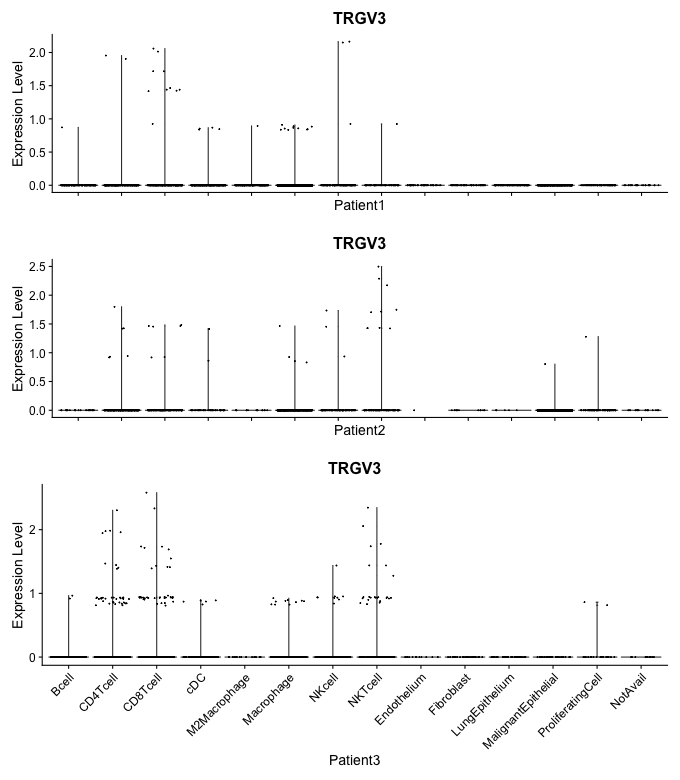 TRGV3
Expression Level
2.0
1.5
1.0
0.5
0.0
Patient1
TRGV3
Expression Level
2.5
2.0
1.5
1.0
0.5
0.0
Patient2
TRGV3
Expression Level
2
1
0
Bcell
CD4Tcell
CD8Tcell
cDC
M2Macrophage
Macrophage
NKcell
NKTcell
Endothelium
Fibroblast
LungEpithelium
MalignantEpithelial
ProliferatingCell
NotAvail
Patient3